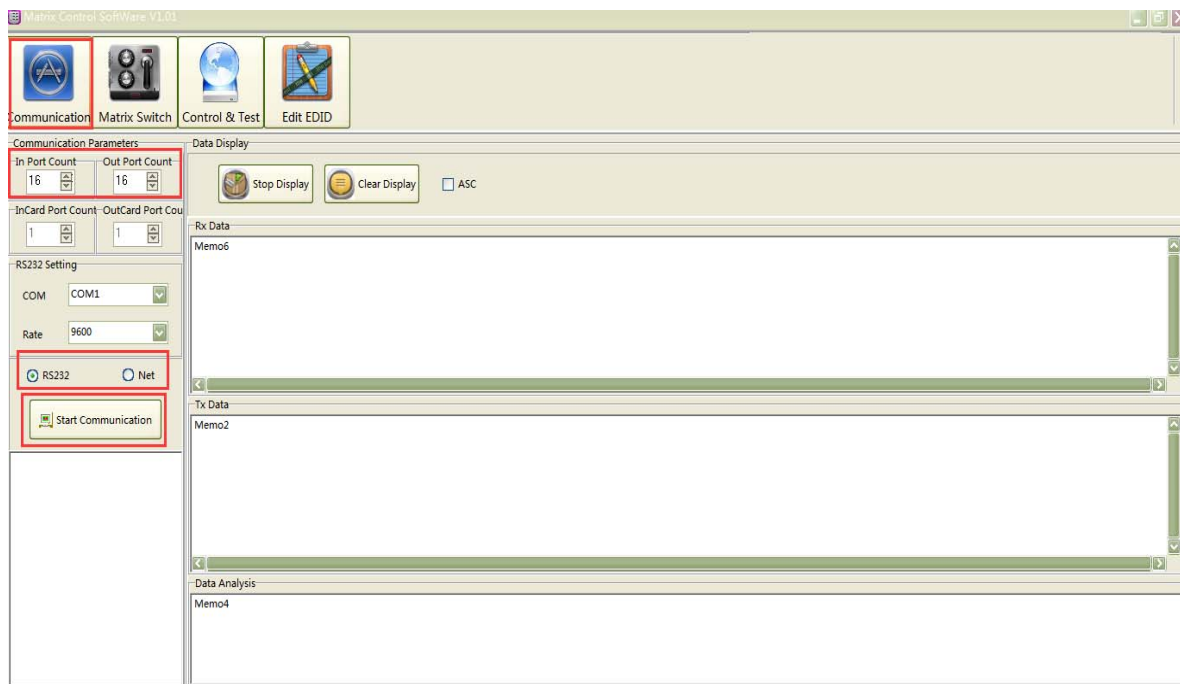 Matrix Control SoftWare V1.01
Communication Matrix Switch Control & Test Edit EDID
Communication Parameters
In Port Count Out Port Count
16 16
InCard Port Count OutCard Port Cou
1 1
RS232 Setting
COM COM1
Rate 9600
RS232 Net
Start Communication
Data Display
Stop Display Clear Display ASC
Rx Data
Memo6
Tx Data
Memo2
Data Analysis
Memo4